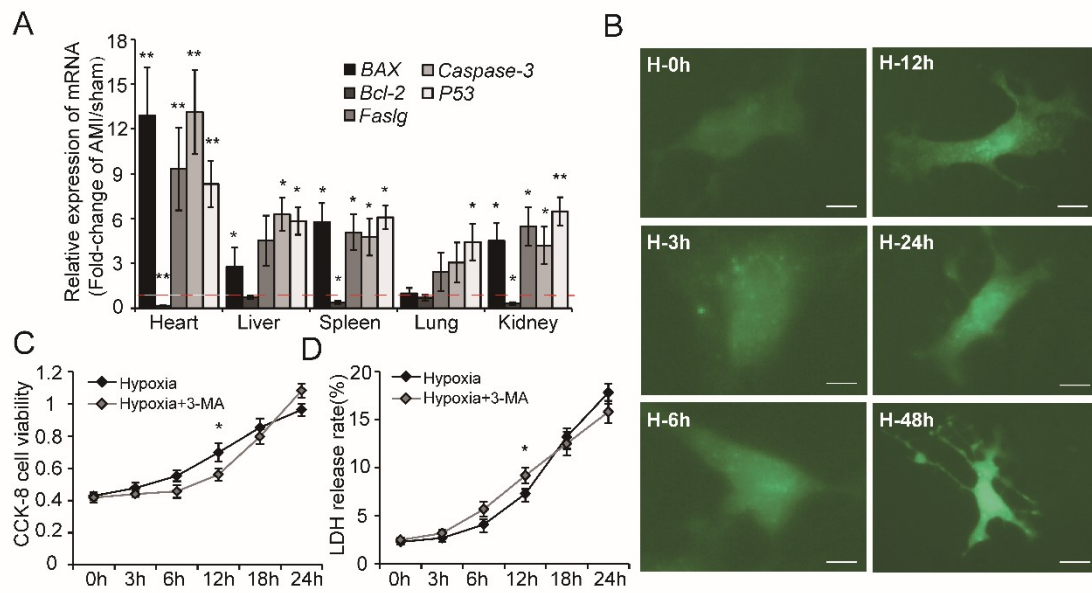 A
Relative expression of mRNA
(Fold-change of AMI/sham)
18
15
12
9
6
3
0
BAX
Bcl-2
Faslg
Caspase-3
P53
** ** ** ** **
* * *
* * * * *
*
* * * * **
Heart Liver Spleen Lung Kidney
B
H-0h
H-12h
H-3h
H-24h
H-6h
H-48h
C
CCK-8 cell viability
1.2
1
0.8
0.6
0.4
0.2
0
Hypoxia
Hypoxia+3-MA
*
0h 3h 6h 12h 18h 24h
D
LDH release rate(%)
20
15
10
5
0
Hypoxia
Hypoxia+3-MA
*
0h 3h 6h 12h 18h 24h